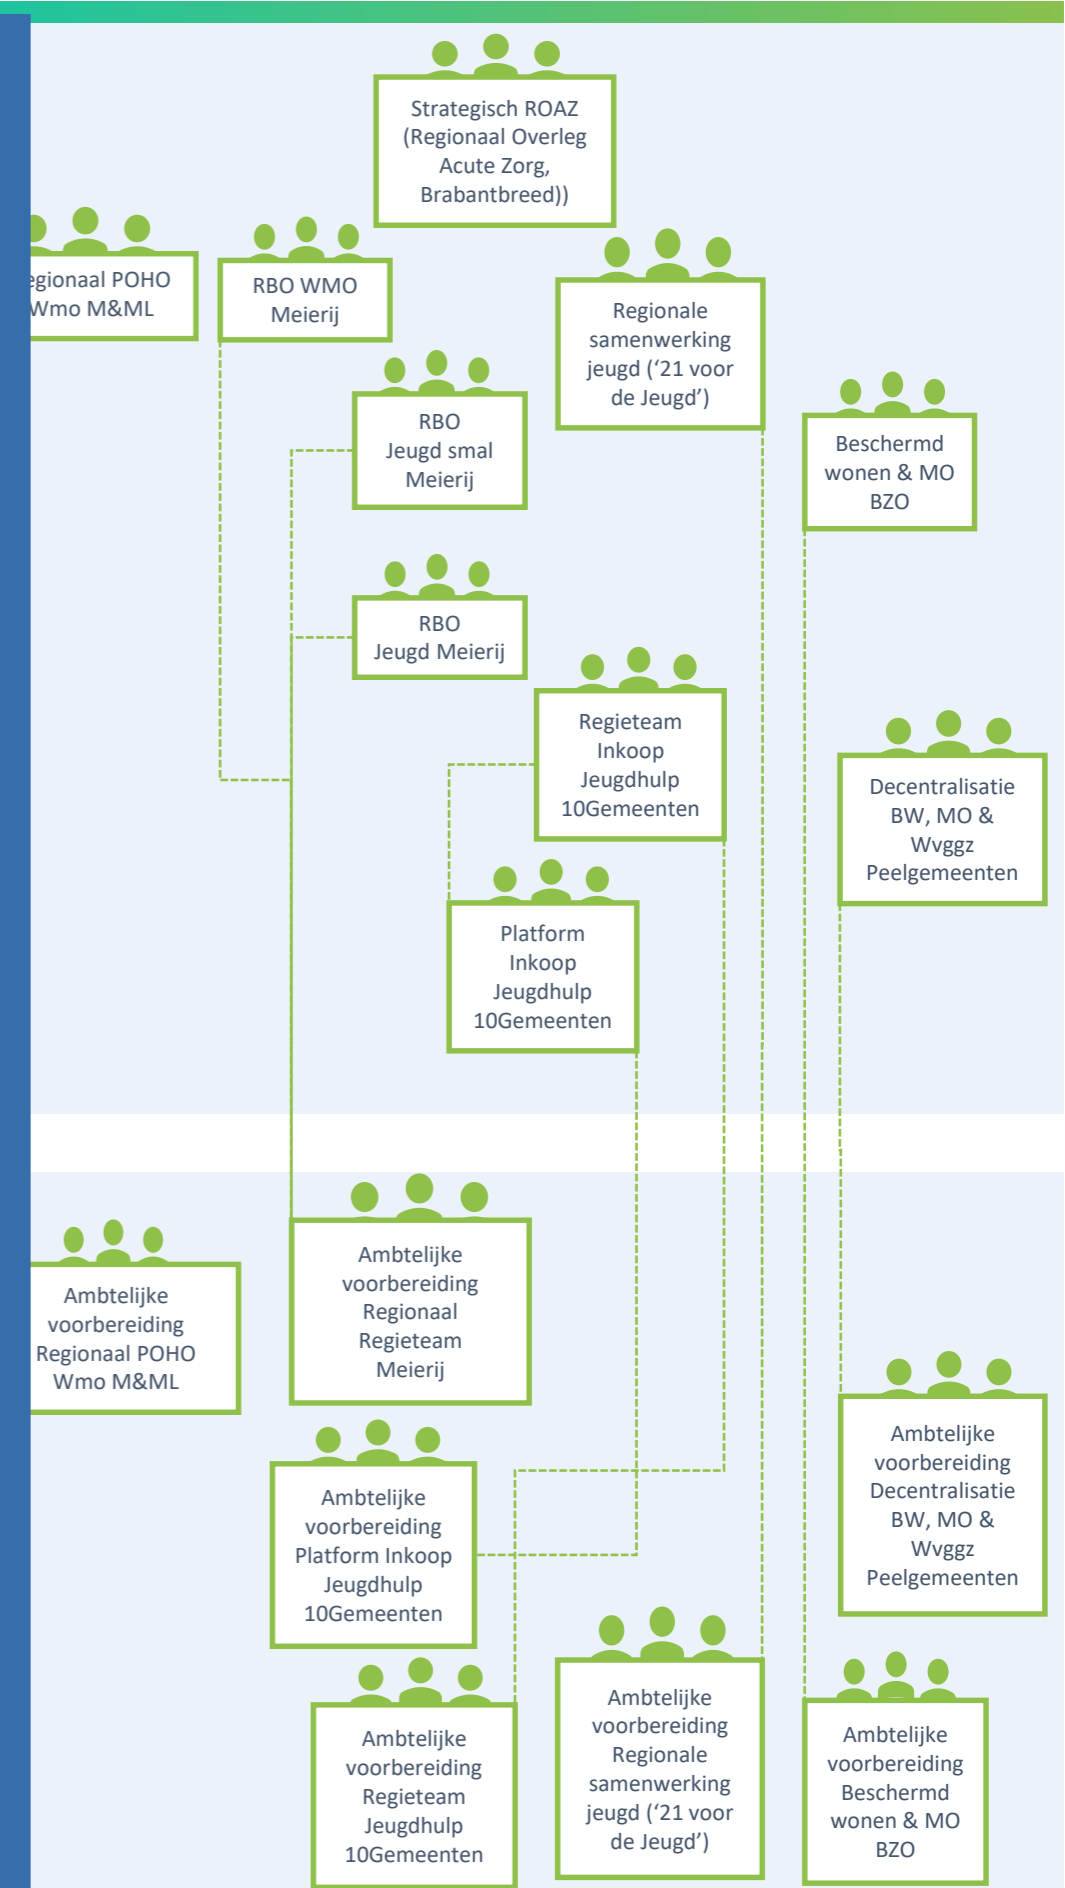 Strategisch ROAZ
(Regionaal Overleg
Acute Zorg,
Brabantbreed))
egionaal POHO
Wmo M&ML
RBO WMO
Meierij
Regionale
samenwerking
jeugd (‘21 voor
de Jeugd’)
RBO
Jeugd smal
Meierij
Beschermd
wonen & MO
BZO
RBO
Jeugd Meierij
Regieteam
Inkoop
Jeugdhulp
10Gemeenten
Decentralisatie
BW, MO &
Wvggz
Peelgemeenten
Platform
Inkoop
Jeugdhulp
10Gemeenten
Ambtelijke
voorbereiding
Regionaal
Regieteam
Meierij
Ambtelijke
voorbereiding
Regionaal POHO
Wmo M&ML
Ambtelijke
voorbereiding
Decentralisatie
BW, MO &
Wvggz
Peelgemeenten
Ambtelijke
voorbereiding
Platform Inkoop
Jeugdhulp
10Gemeenten
Ambtelijke
voorbereiding
Regionale
samenwerking
jeugd (‘21 voor
de Jeugd’)
Ambtelijke
voorbereiding
Regieteam
Jeugdhulp
10Gemeenten
Ambtelijke
voorbereiding
Beschermd
wonen & MO
BZO